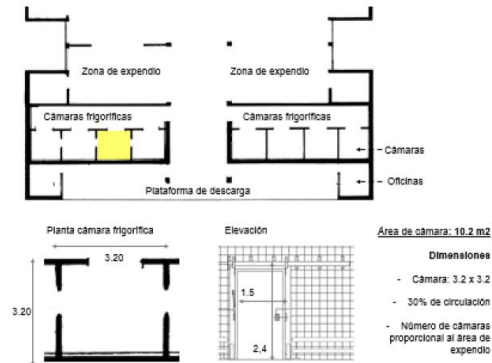 Zona de expendio
Zona de expendio
Cámaras frigoríficas
Cámaras frigoríficas
Cámaras
Oficinas
Plataforma de descarga
Planta cámara frigorífica
Elevación
Área de cámara: 10.2 m2
3.20
3.20
1.5
2,4
Dimensiones
- Cámara: 3.2 x 3.2
- 30% de circulación
- Número de cámaras
proporcional al área de
expendio